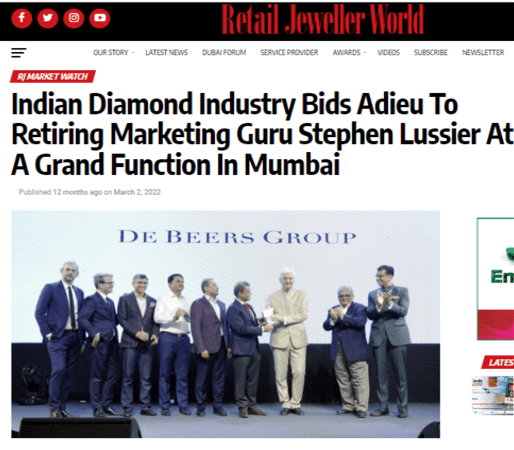 Retail Jeweller World
OUR STORY
LATEST NEWS
DUBAI FORUM
SERVICE PROVIDER
AWARDS
VIDEOS
SUBSCRIBE
NEWSLETTER
RJ MARKET WATCH
Indian Diamond Industry Bids Adieu To
Retiring Marketing Guru Stephen Lussier At
A Grand Function In Mumbai
Published 12 months ago on March 2, 2022
DE BEERS GROUP
En
LATES